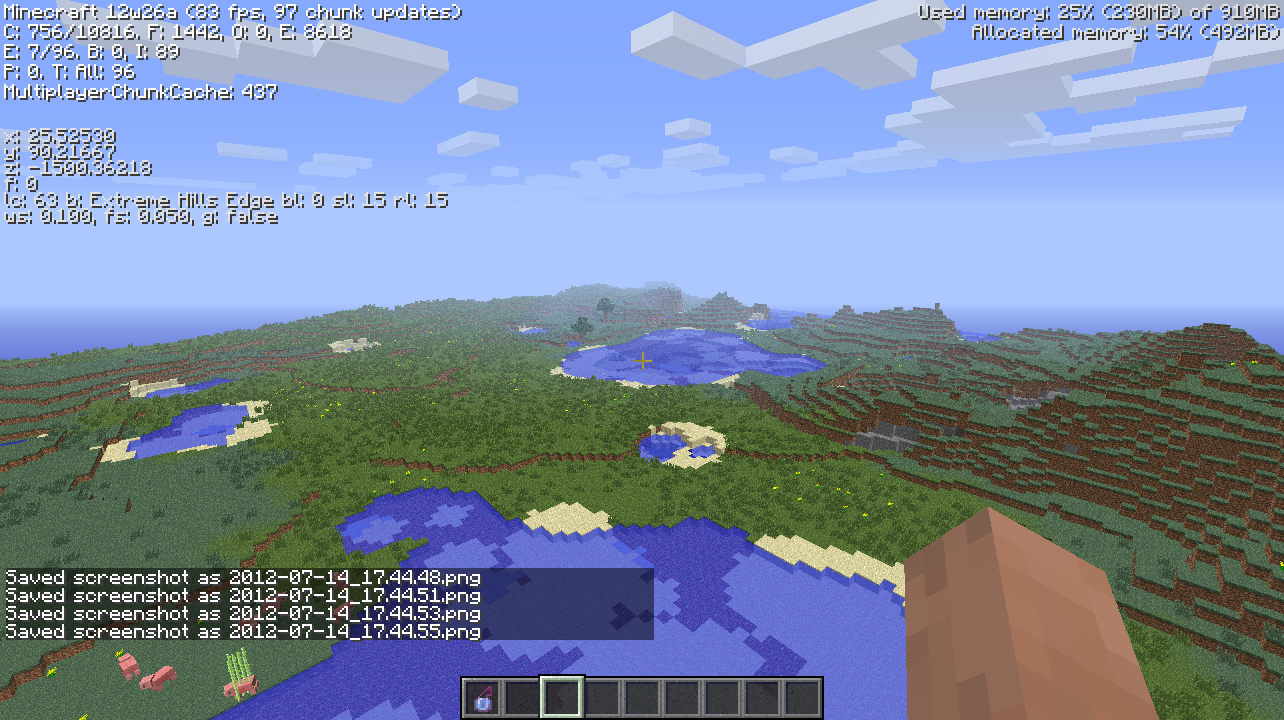 Minecraft 12w26a (83 fps, 97 chunk updates)
Used memory: 25% (230MB) of 910MB
C: 756/10816. F: 1442, O: 0, E: 8618
Allocated memory: 54% (492MB)
E: 7/96. B: 0, I: 89
P: 0. T: All: 96
MultiplayerChunkCache: 437
x: 25.52530
y: 90.21667
z: -1500.36218
f: 0
lc: 63 b: Extreme Hills Edge bl: 0 sl: 15 rl: 15
ws: 0.100, fs: 0.050, g: false
Saved screenshot as 2012-07-14_17.44.48.png
Saved screenshot as 2012-07-14_17.44.51.png
Saved screenshot as 2012-07-14_17.44.53.png
Saved screenshot as 2012-07-14_17.44.55.png